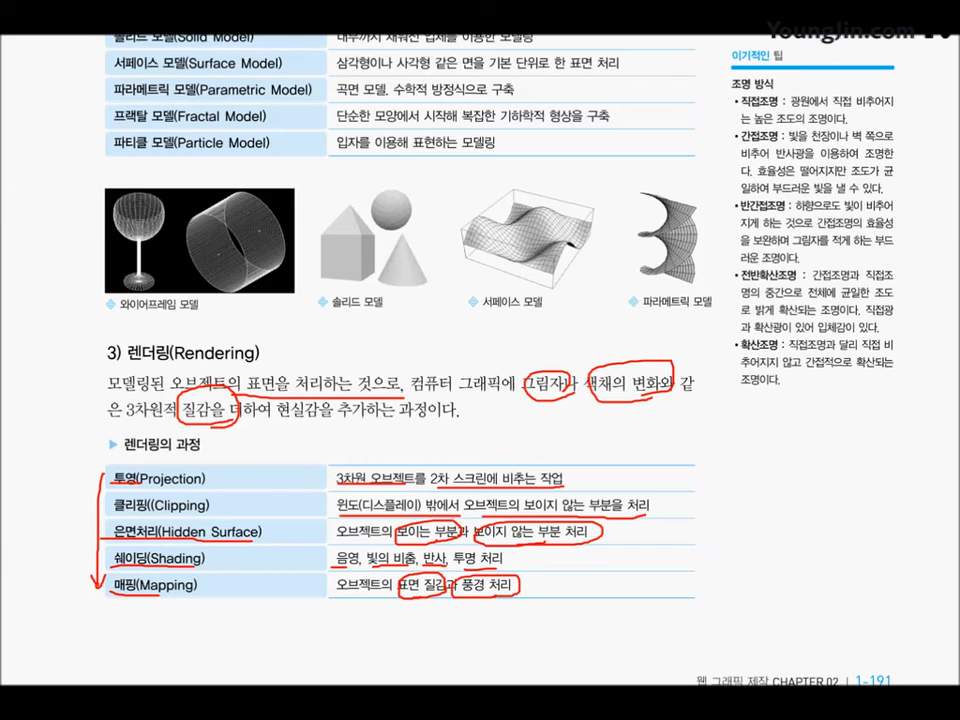 YoungJin.com
솔리드 모델(Solid Model) 내부까지 채워진 입체를 이용한 모델링
서페이스 모델(Surface Model) 삼각형이나 사각형 같은 면을 기본 단위로 한 표면 처리
파라메트릭 모델(Parametric Model) 곡면 모델, 수학적 방정식으로 구축
프랙탈 모델(Fractal Model) 단순한 모양에서 시작해 복잡한 기하학적 형상을 구축
파티클 모델(Particle Model) 입자를 이용해 표현하는 모델링
와이어프레임 모델 솔리드 모델 서페이스 모델 파라메트릭 모델
3) 렌더링(Rendering)
모델링된 오브젝트의 표면을 처리하는 것으로, 컴퓨터 그래픽에 그림자나 색채의 변화와 같
은 3차원적 질감을 더하여 현실감을 추가하는 과정이다.
▶ 렌더링의 과정
투영(Projection) 3차원 오브젝트를 2차 스크린에 비추는 작업
클리핑((Clipping) 윈도(디스플레이) 밖에서 오브젝트의 보이지 않는 부분을 처리
은면처리(Hidden Surface) 오브젝트의 보이는 부분과 보이지 않는 부분 처리
쉐이딩(Shading) 음영, 빛의 비춤, 반사, 투명 처리
매핑(Mapping) 오브젝트의 표면 질감과 풍경 처리
이기적인 팁
조명 방식
• 직접조명 : 광원에서 직접 비추어지
는 높은 조도의 조명이다.
• 간접조명 : 빛을 천장이나 벽 쪽으로
비추어 반사광을 이용하여 조명한
다. 효율성은 떨어지지만 조도가 균
일하여 부드러운 빛을 낼 수 있다.
• 반간접조명 : 하향으로도 빛이 비추어
지게 하는 것으로 간접조명의 효율성
을 보완하며 그림자를 적게 하는 부드
러운 조명이다.
• 전반확산조명 : 간접조명과 직접조
명의 중간으로 전체에 균일한 조도
로 밝게 확산되는 조명이다. 직접광
과 확산광이 있어 입체감이 있다.
• 확산조명 : 직접조명과 달리 직접 비
추어지지 않고 간접적으로 확산되는
조명이다.
웹 그래픽 제작 CHAPTER 02 1-191